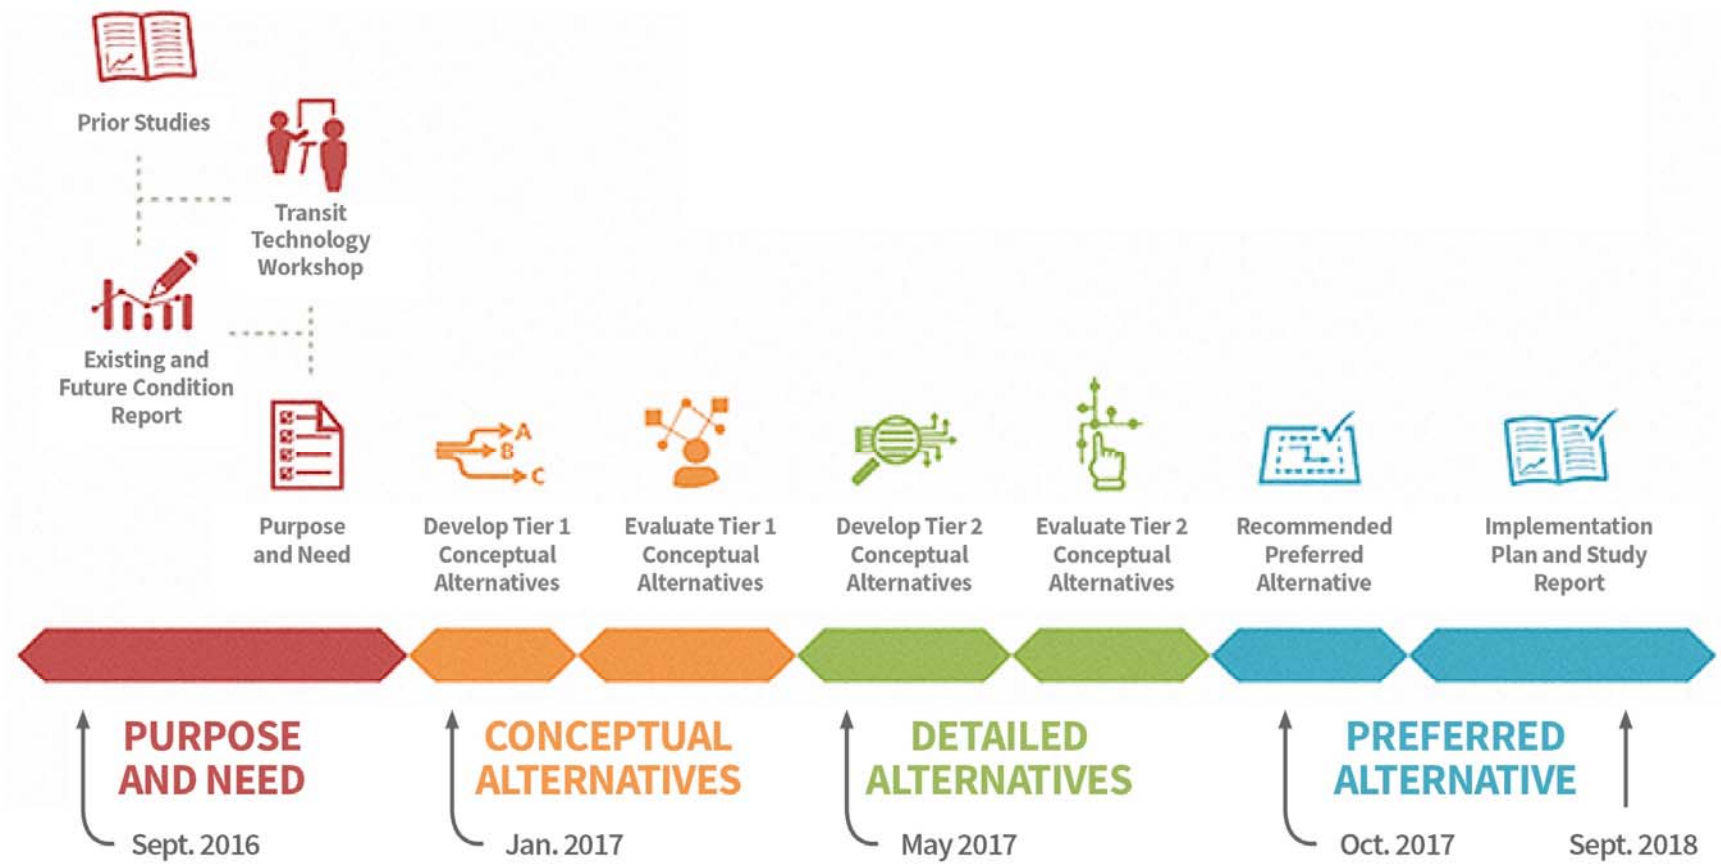 Prior Studies
Transit
Technology
Workshop
Existing and
Future Condition
Report
Purpose
and Need
A
B
C
Develop Tier 1
Conceptual
Alternatives
Evaluate Tier 1
Conceptual
Alternatives
Develop Tier 2
Conceptual
Alternatives
Evaluate Tier 2
Conceptual
Alternatives
Recommended
Preferred
Alternative
Implementation
Plan and Study
Report
PURPOSE
AND NEED
CONCEPTUAL
ALTERNATIVES
DETAILED
ALTERNATIVES
PREFERRED
ALTERNATIVE
Sept. 2016
Jan. 2017
May 2017
Oct. 2017
Sept. 2018